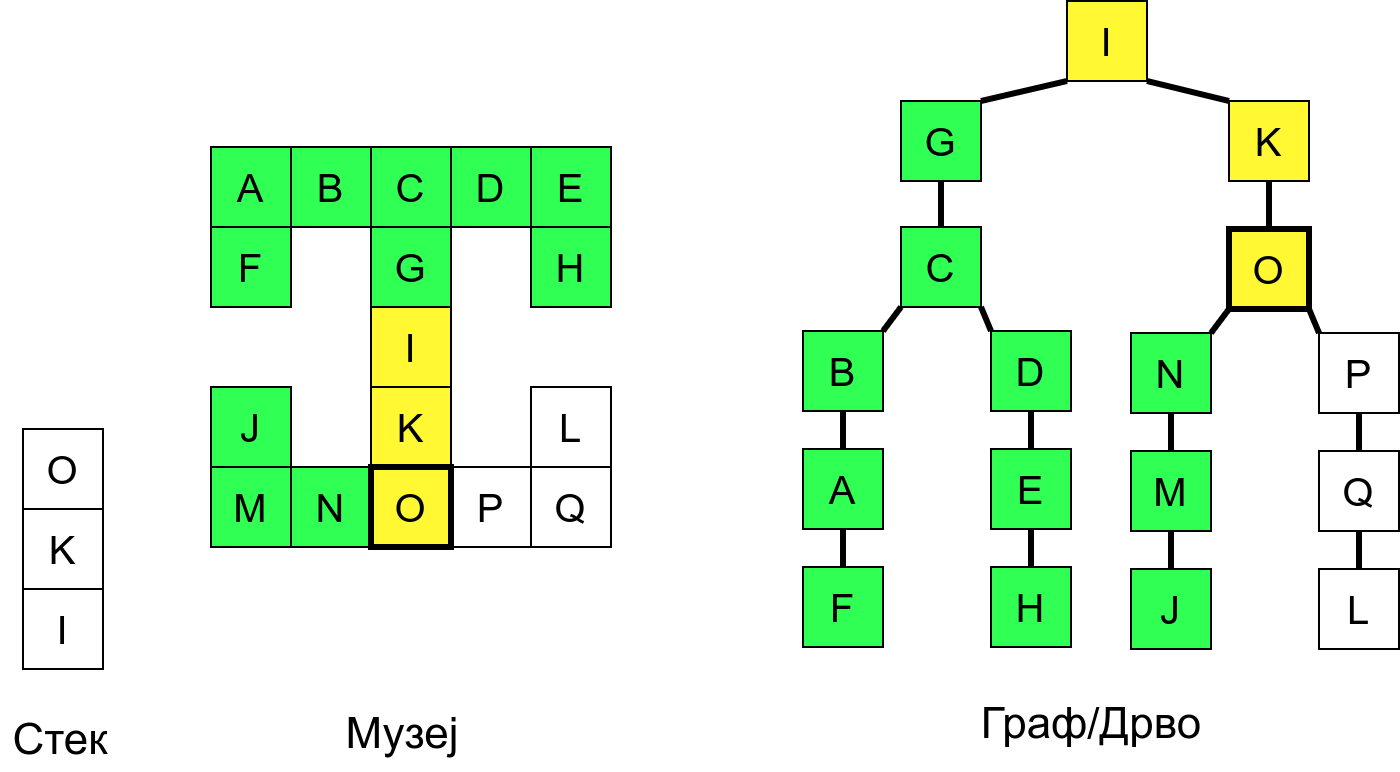 O
K
I
Стек
A B C D E
F G H
I
J K L
M N O P Q
Музеј
I
G K
C O
B D N P
A E M Q
F H J L
Граф/Дрво